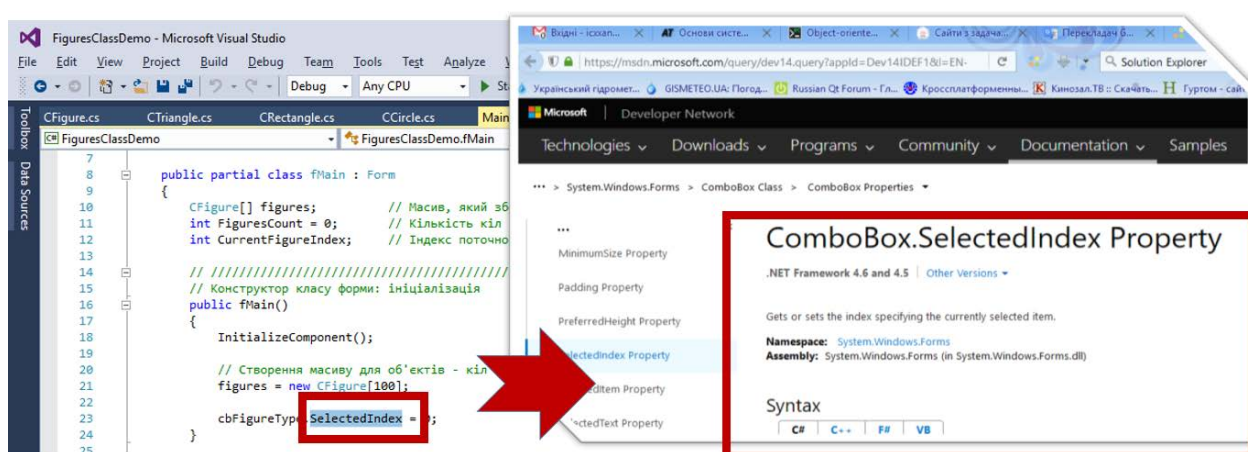 FiguresClassDemo - Microsoft Visual Studio
File Edit View Project Build Debug Team Tools Test Analyze
Debug Any CPU
Toolbox
Data Sources
CFigure.cs CTriangle.cs CRectangle.cs CCircle.cs Main
C# FiguresClassDemo FiguresClassDemo.fMain
7
8 public partial class fMain : Form
9 {
10 CFigure[] figures; // Масив, який зб
11 int FiguresCount = 0; // Кількість кіл
12 int CurrentFigureIndex; // Індекс поточно
13
14 // ////////////////////////////////////////
15 // Конструктор класу форми: ініціалізація
16 public fMain()
17 {
18 InitializeComponent();
19
20 // Створення масиву для об'єктів - кіл
21 figures = new CFigure[100];
22
23 cbFigureType.SelectedIndex = 0;
24 }
25
Вхідні - icoxan... Основи систе... Object-oriente... Сайти з задача... Перекладач
https://msdn.microsoft.com/query/dev14.query?appId=Dev14IDEF1&l=EN- Solution Explorer
Український гідромет... GISMETEO.UA: Погод... Russian Qt Forum - Гл... Кроссплатформенны... Кинозал.ТВ :: Скачать... Гуртом - сайт
Microsoft Developer Network
Technologies Downloads Programs Community Documentation Samples
... > System.Windows.Forms > ComboBox Class > ComboBox Properties
...
MinimumSize Property
Padding Property
PreferredHeight Property
SelectedIndex Property
Property
Property
ComboBox.SelectedIndex Property
.NET Framework 4.6 and 4.5 Other Versions
Gets or sets the index specifying the currently selected item.
Namespace: System.Windows.Forms
Assembly: System.Windows.Forms (in System.Windows.Forms.dll)
Syntax
C# C++ F# VB